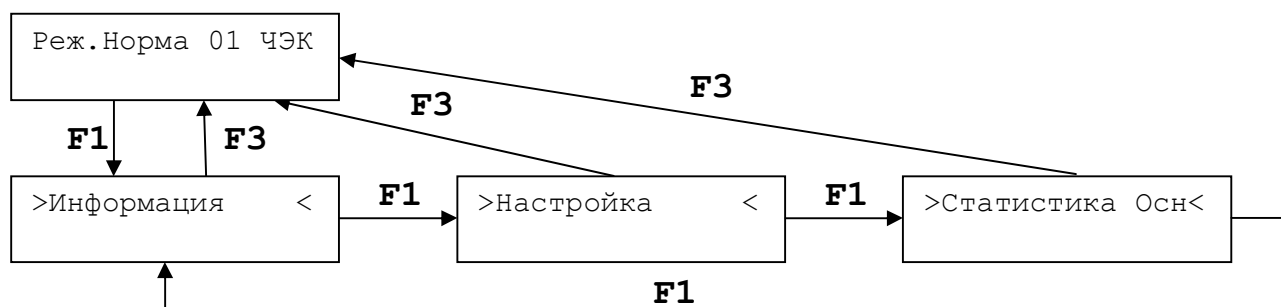 Реж.Норма 01 ЧЭК
F3
F3
F1
F3
>Информация <
F1
>Настройка <
F1
>Статистика Осн<
F1